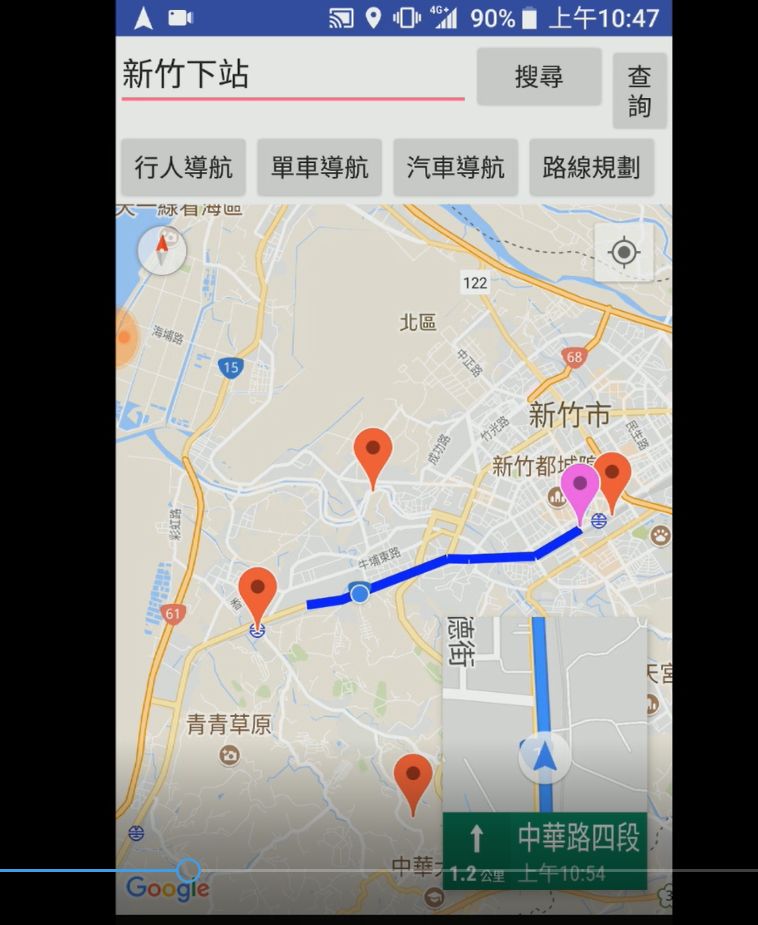 4G+ 90% 上午10:47
新竹下站
搜尋
查詢
行人導航 單車導航 汽車導航 路線規劃
天一線看海區
122
北區
海埔路
中正路
68
15
新竹市
竹光路
民生路
成功路
新竹都城隍
彩虹路
牛埔東路
香
61
德街
天宮
青青草原
中華路四段
中華大
1.2 公里
上午10:54
Google
3